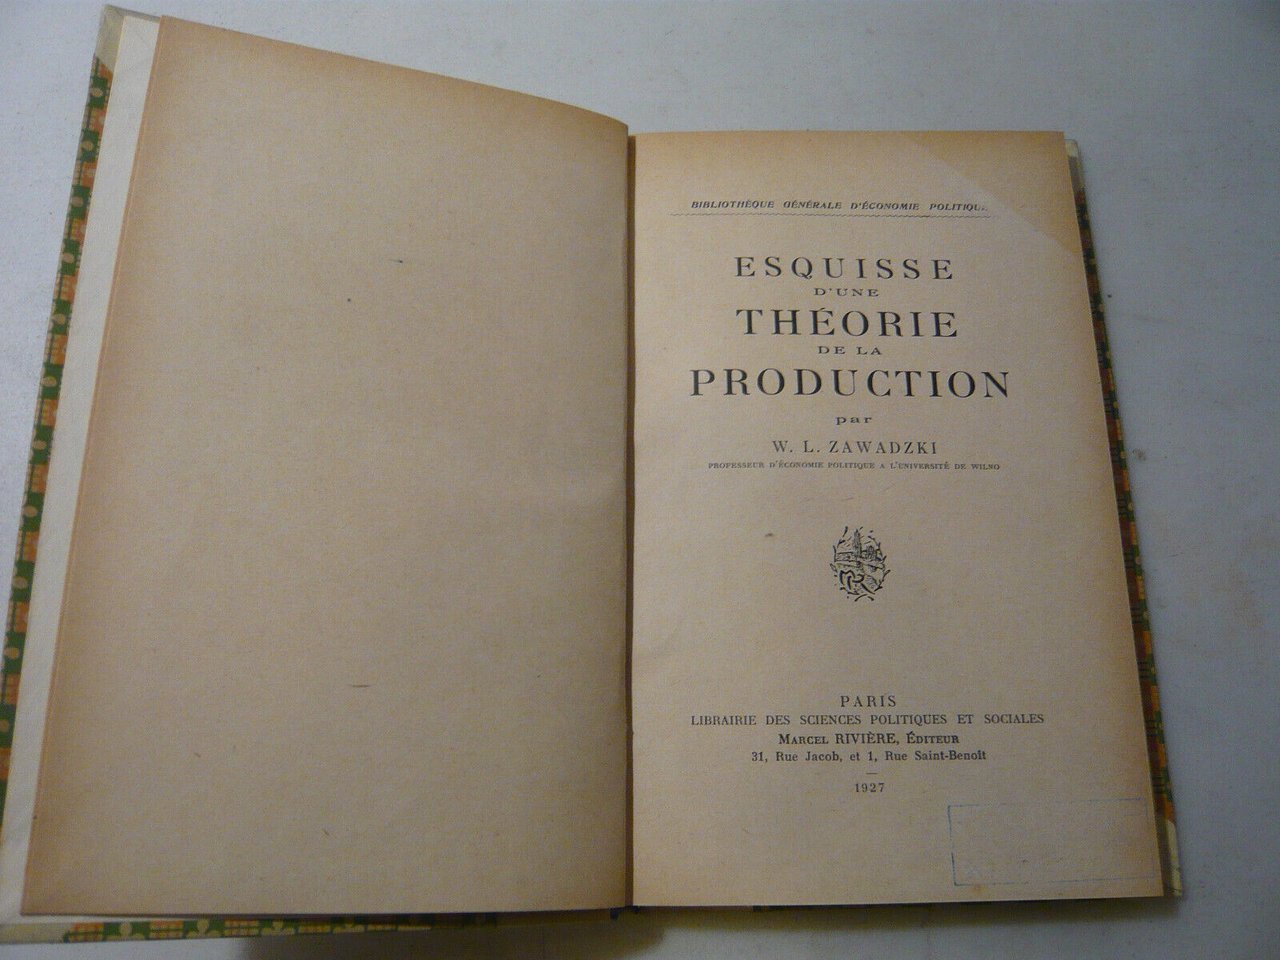 BIBLIOTHÈQUE GÉNÉRALE D'ÉCONOMIE POLITIQUE
ESQUISSE
D'UNE
THÉORIE
DE LA
PRODUCTION
par
W. L. ZAWADZKI
PROFESSEUR D'ÉCONOMIE POLITIQUE A L'UNIVERSITÉ DE WILNO
MR
PARIS
LIBRAIRIE DES SCIENCES POLITIQUES ET SOCIALES
MARCEL RIVIÈRE, ÉDITEUR
31, Rue Jacob, et 1, Rue Saint-Benoît
1927